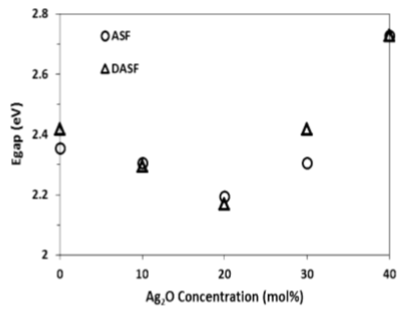 2.8
ASF
2.6
DASF
Egap (eV)
2.4
2.2
2
0 10 20 30 40
Ag₂O Concentration (mol%)